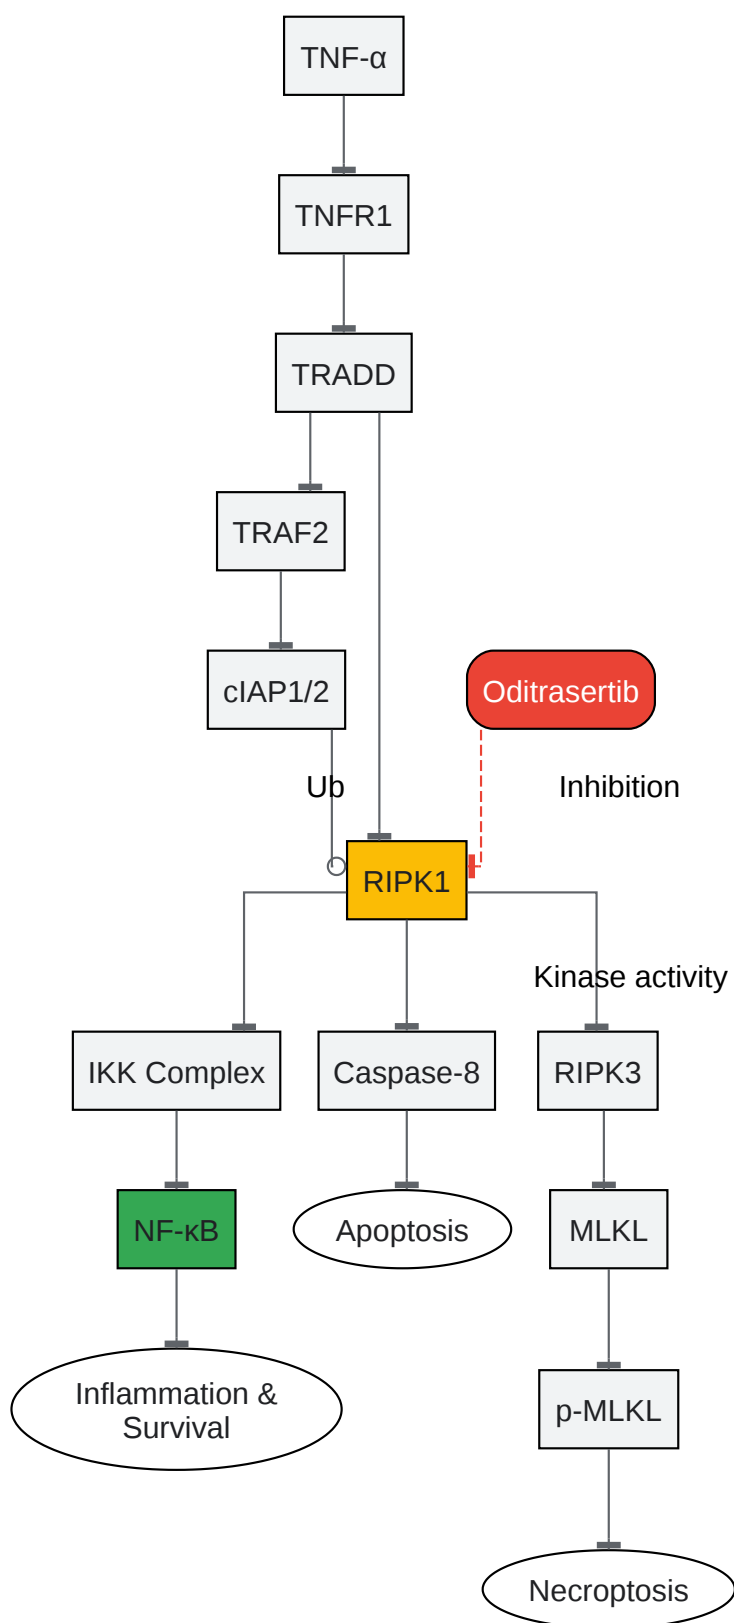 TNF-α
TNFR1
TRADD
TRAF2
cIAP1/2
Oditrasertib
Ub
Inhibition
RIPK1
Kinase activity
IKK Complex
Caspase-8
RIPK3
NF-κB
Apoptosis
MLKL
Inflammation &
Survival
p-MLKL
Necroptosis